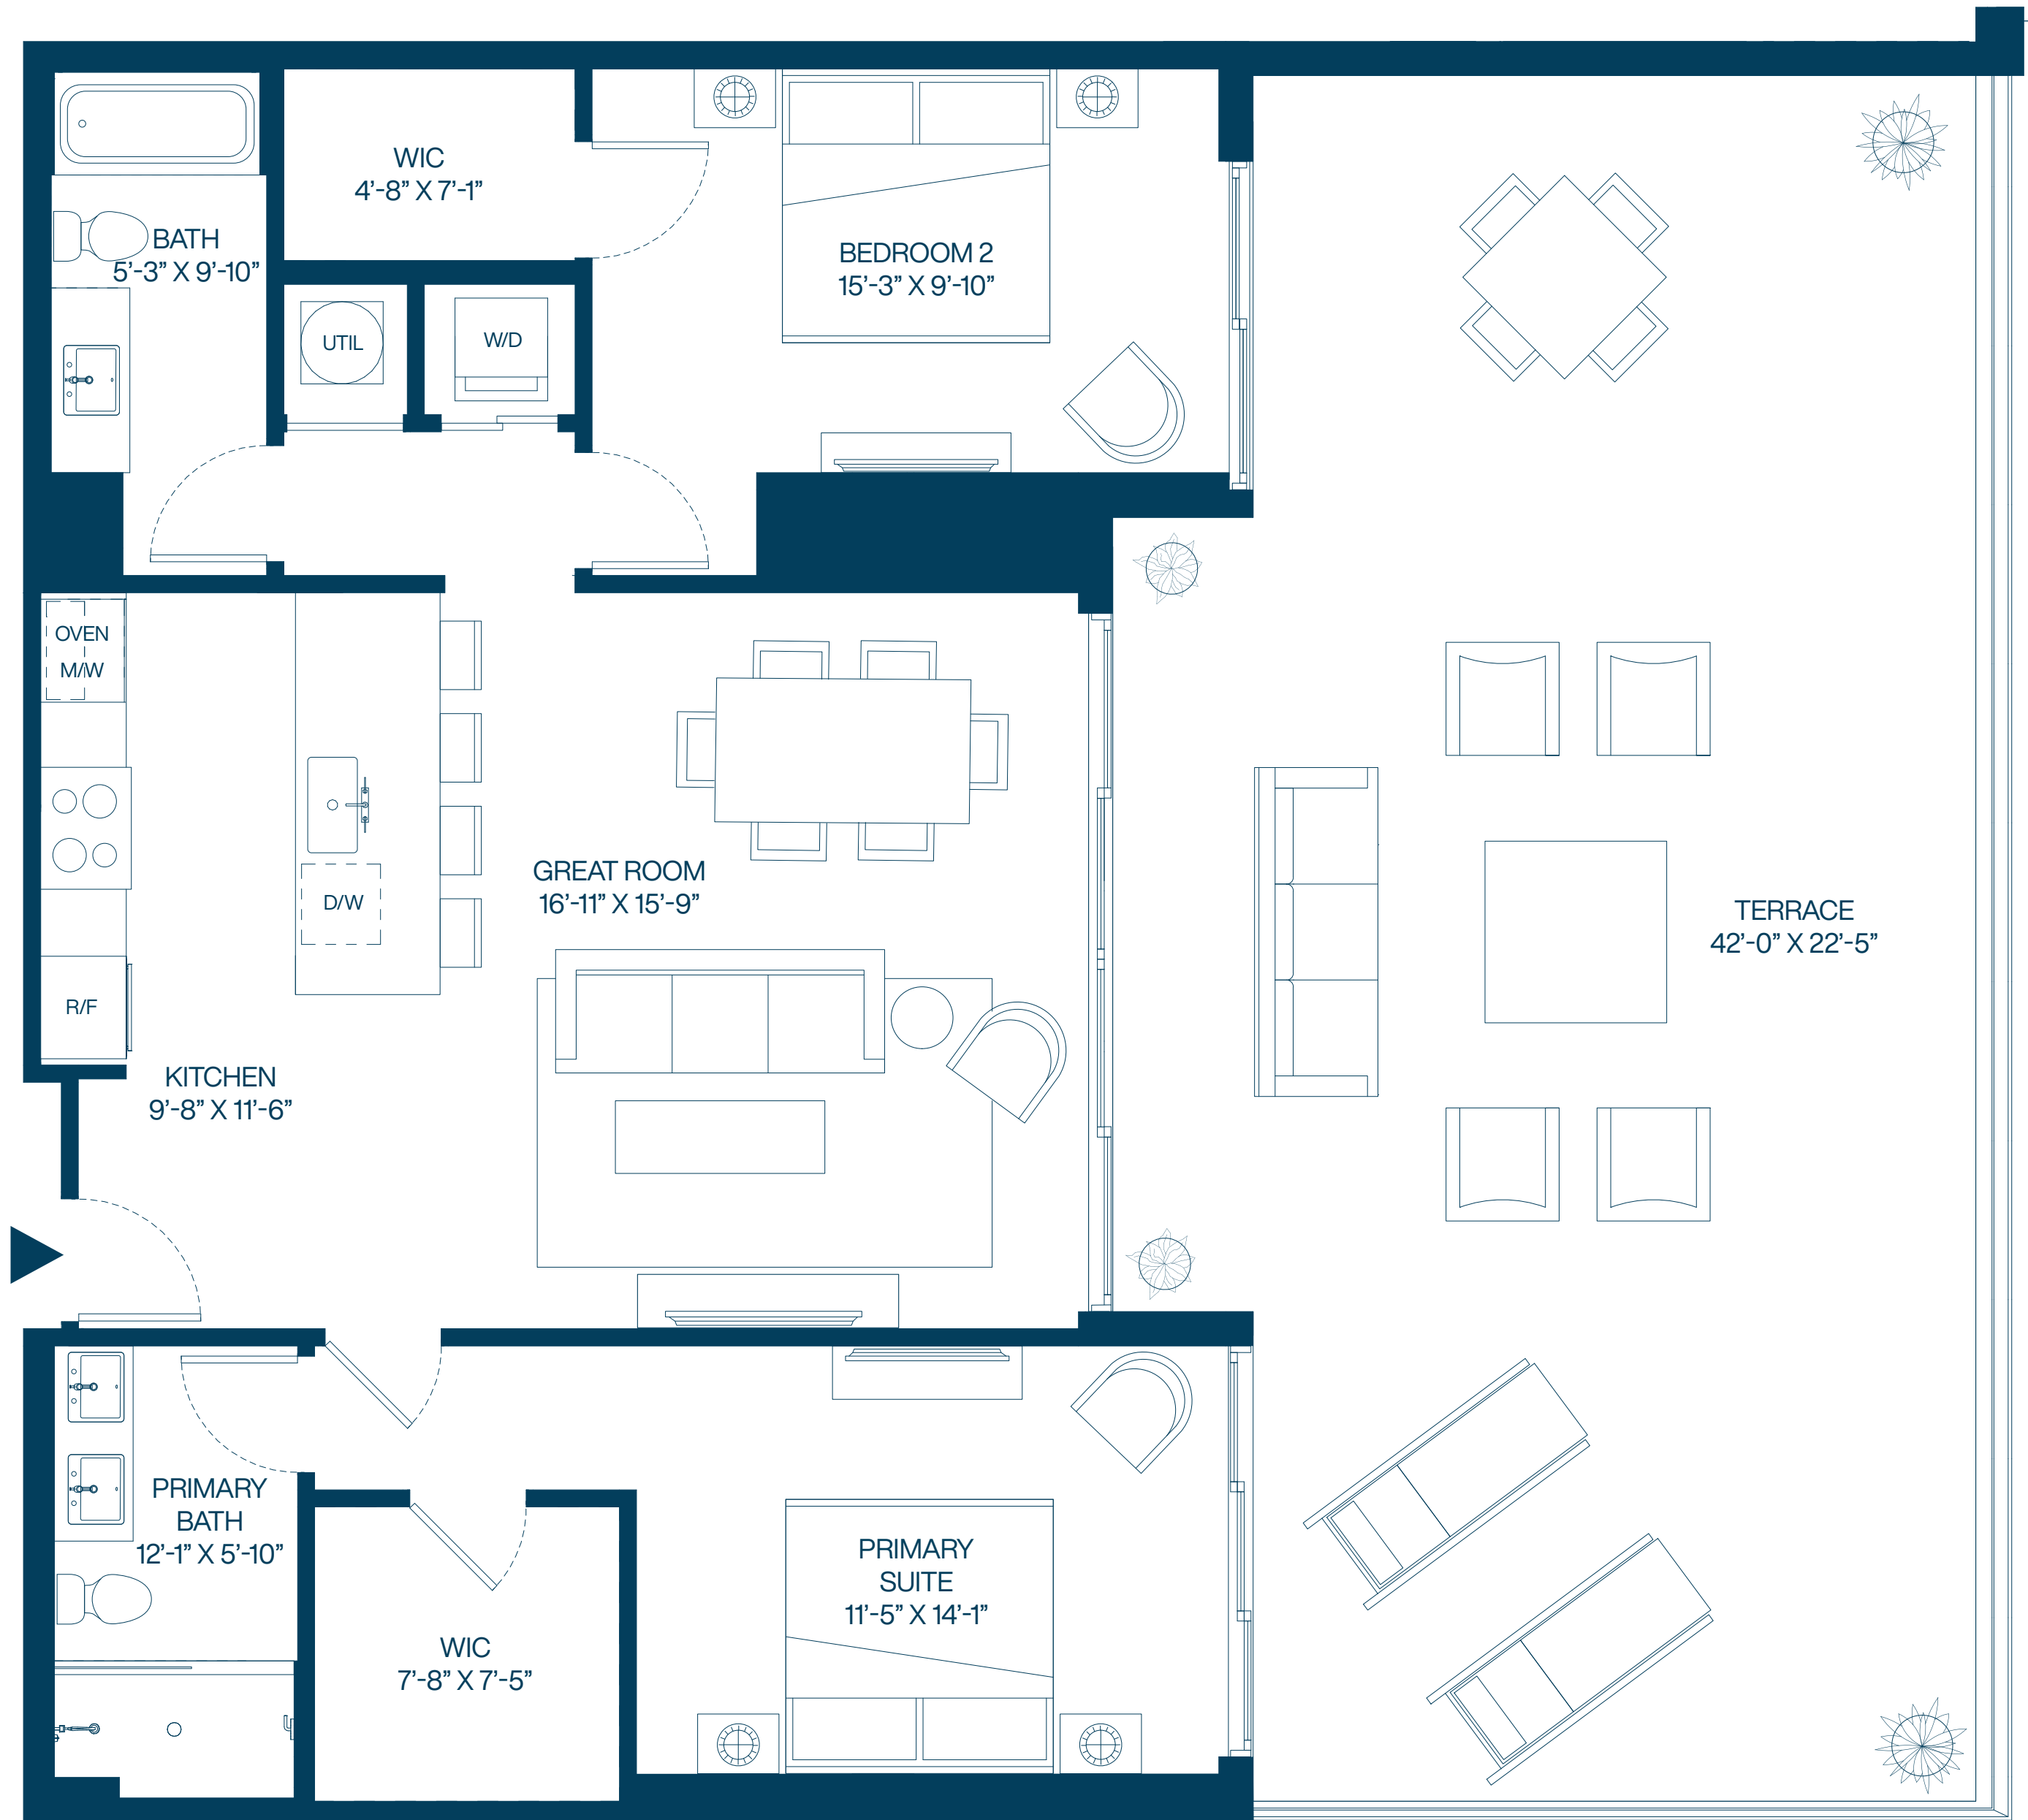 WIC
4’-8” X 7’-1”
BATH
5’-3” X 9’-10”
BEDROOM 2
15’-3” X 9’-10”
UTIL
W/D
OVEN
M/W
GREAT ROOM
16’-11” X 15’-9”
D/W
TERRACE
42’-0” X 22’-5”
R/F
KITCHEN
9’-8” X 11’-6”
PRIMARY
BATH
12’-1” X 5’-10”
PRIMARY
SUITE
11’-5” X 14’-1”
WIC
7’-8” X 7’-5”